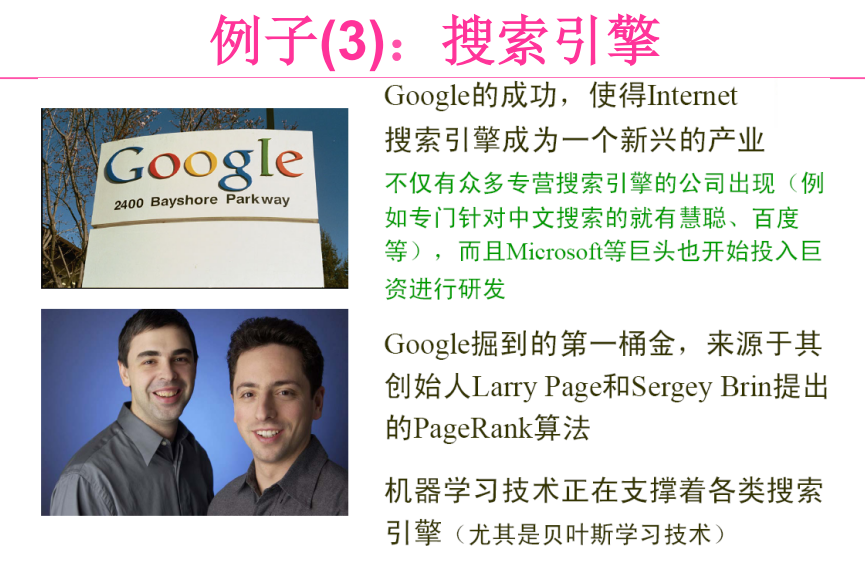 例子(3)：搜索引擎
Google
2400 Bayshore Parkway
Google的成功，使得Internet
搜索引擎成为一个新兴的产业
不仅有众多专营搜索引擎的公司出现（例
如专门针对中文搜索的就有慧聪、百度
等），而且Microsoft等巨头也开始投入巨
资进行研发
Google掘到的第一桶金，来源于其
创始人Larry Page和Sergey Brin提出
的PageRank算法
机器学习技术正在支撑着各类搜索
引擎（尤其是贝叶斯学习技术）